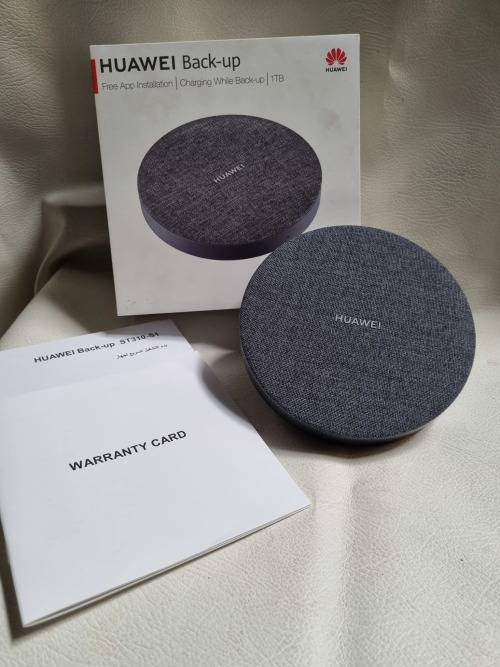 HUAWEI Back-up
HUAWEI
Free App Installation | Charging While Back-up | 1TB
HUAWEI
HUAWEI
HUAWEI Back-up ST310-S1
WARRANTY CARD